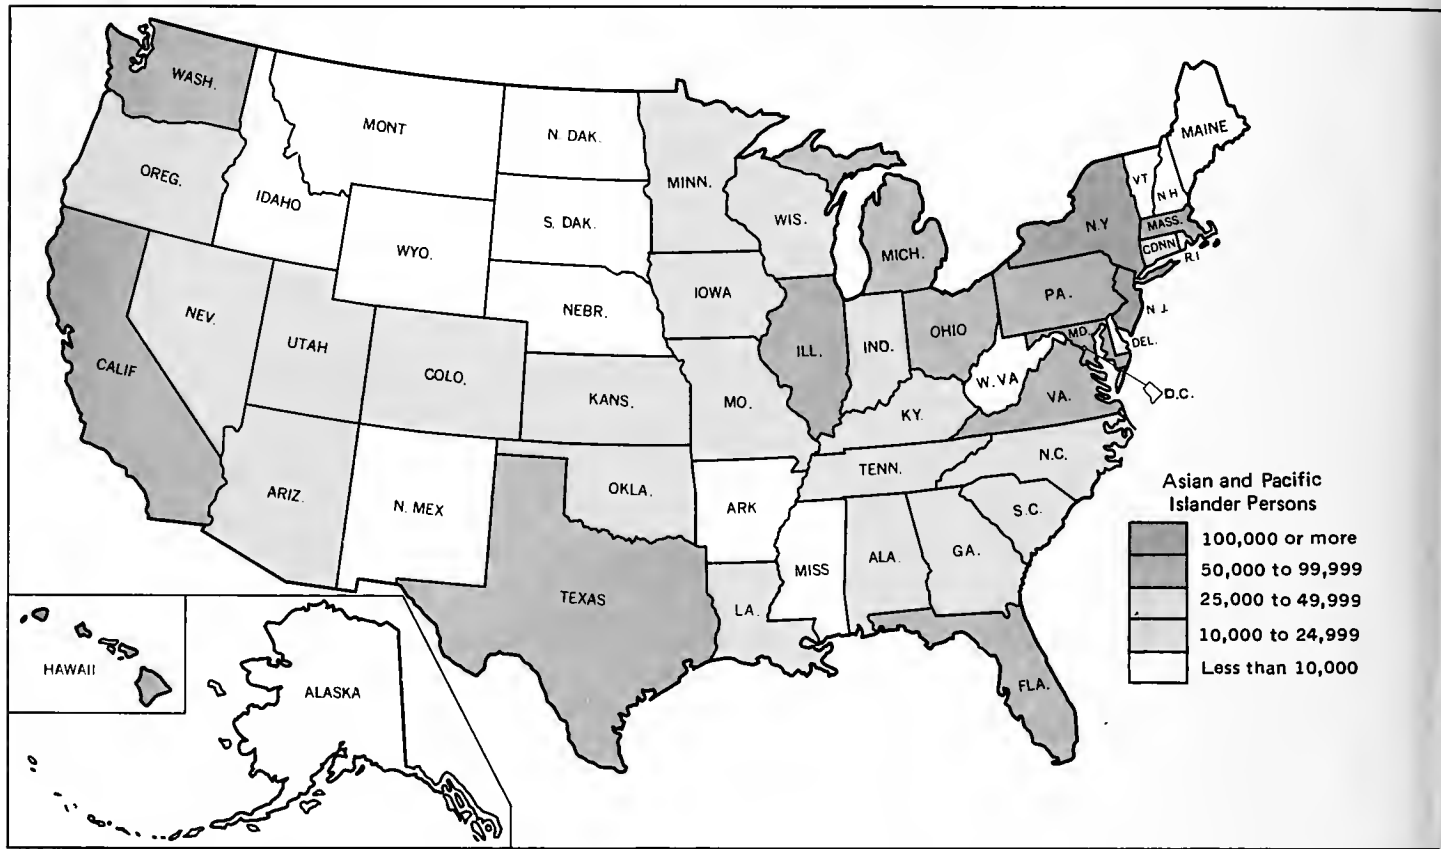 WASH.
MONT
N. DAK.
MINN.
MAINE
VT
N H
OREG.
IDAHO
S. DAK.
WIS.
MICH.
N.Y
MASS.
CONN
R.I
WYO.
NEBR.
IOWA
PA.
N J.
NEV.
UTAH
COLO.
ILL.
IND.
OHIO
MD.
DEL.
CALIF
KANS.
MO.
KY.
W. VA
VA.
D.C.
ARIZ.
N. MEX
OKLA.
ARK
TENN.
N.C.
S.C.
TEXAS
LA.
MISS
ALA.
GA.
FLA.
HAWAII
ALASKA
Asian and Pacific
Islander Persons
100,000 or more
50,000 to 99,999
25,000 to 49,999
10,000 to 24,999
Less than 10,000